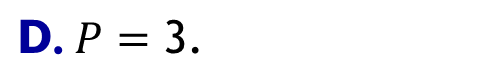 D. P = 3.